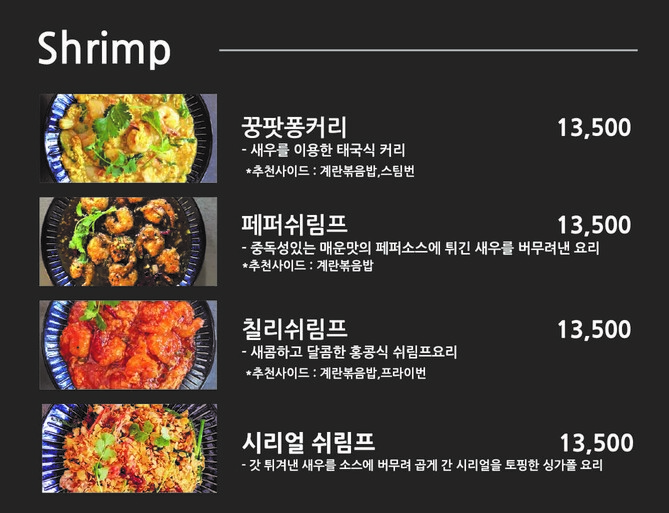 Shrimp
꿍팟퐁커리 13,500
- 새우를 이용한 태국식 커리
*추천사이드 : 계란볶음밥,스팀번
페퍼쉬림프 13,500
- 중독성있는 매운맛의 페퍼소스에 튀긴 새우를 버무려낸 요리
*추천사이드 : 계란볶음밥
칠리쉬림프 13,500
- 새콤하고 달콤한 홍콩식 쉬림프요리
*추천사이드 : 계란볶음밥,프라이번
시리얼 쉬림프 13,500
- 갓 튀겨낸 새우를 소스에 버무려 곱게 간 시리얼을 토핑한 싱가폴 요리